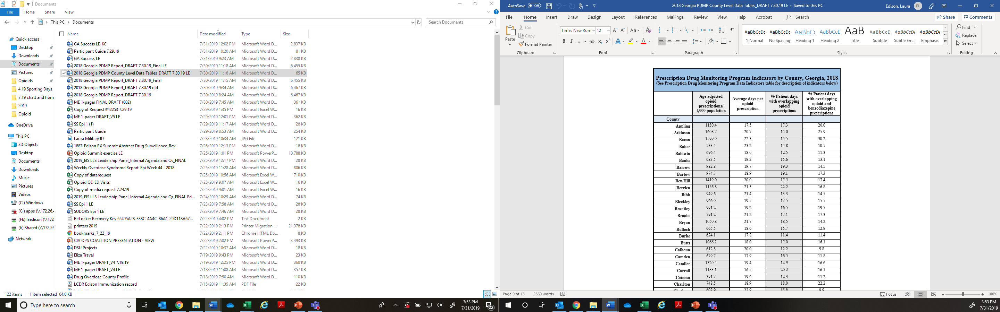 Documents
File
Home
Share
View
This PC
Documents
Search Documents
Name
Date modified
Type
Size
Quick access
Desktop
Downloads
Documents
Pictures
Opioids
4.19 Sporting Days
7.19 chatt and hom
2019
Opioid
OneDrive
This PC
3D Objects
Desktop
Documents
Downloads
Music
Pictures
Videos
(C:) Windows
(G:) apps (\\172.26.4
(H:) laedison (\\172
(J:) Shared (\\172.26
Network
GA Success LE_KC 7/31/2019 12:02 PM Microsoft Word D... 2,837 KB
Participant Guide 7.29.19 7/31/2019 10:20 AM Microsoft Word D... 81 KB
GA Success LE 7/31/2019 9:23 AM Microsoft Word D... 2,838 KB
2018 Georgia PDMP Report_DRAFT 7.30.19_Final LE 7/30/2019 11:18 AM Microsoft Word D... 6,455 KB
2018 Georgia PDMP County Level Data Tables_DRAFT 7.30.19 LE 7/30/2019 11:18 AM Microsoft Word D... 65 KB
2018 Georgia PDMP Report_DRAFT 7.30.19_Final 7/30/2019 11:15 AM Microsoft Word D... 6,455 KB
2018 Georgia PDMP Report_DRAFT 7.30.19 old 7/30/2019 9:34 AM Microsoft Word D... 6,467 KB
2018 Georgia PDMP Report_DRAFT 7.30.19 7/30/2019 8:24 AM Microsoft Word D... 6,467 KB
ME 1-pager FINAL DRAFT (002) 7/30/2019 7:45 AM Microsoft Word D... 361 KB
Copy of Request #42253 7.29.19 7/29/2019 1:35 PM Microsoft Excel W... 16 KB
ME 1-pager DRAFT_V5 LE 7/29/2019 12:01 PM Microsoft Word D... 362 KB
SS Epi 1 (1) 7/29/2019 11:17 AM Microsoft Word D... 28 KB
Participant Guide 7/29/2019 8:53 AM Microsoft Word D... 254 KB
Laura Military ID 7/28/2019 10:34 AM JPG File 121 KB
1887_Edison RX Summit Abstract Drug Surveillance_Rev 7/26/2019 12:13 PM Microsoft Word D... 18 KB
Opioid Summit exercise LE 7/25/2019 1:01 PM Microsoft PowerP... 10,788 KB
2019_EIS LLS Leadership Panel_Internal Agenda and Qs_FINAL 7/25/2019 12:17 PM Microsoft Word D... 28 KB
Weekly Overdose Syndrome Report-Epi Week 44 - 2018 7/25/2019 11:28 AM Microsoft Word D... 806 KB
Copy of datarequest 7/25/2019 10:56 AM Microsoft Excel W... 710 KB
Opioid OD ED Visits 7/25/2019 9:07 AM Microsoft Excel W... 16 KB
Copy of media request 7.24.19 7/25/2019 9:01 AM Microsoft Excel W... 16 KB
2019_EIS LLS Leadership Panel_Internal Agenda and Qs_FINAL Ed... 7/24/2019 10:29 AM Microsoft Word D... 74 KB
SS Epi 1 LE 7/23/2019 7:58 AM Microsoft Word D... 28 KB
SUDORS Epi 1 LE 7/23/2019 7:46 AM Microsoft Word D... 28 KB
BitLocker Recovery Key 65495A28-338C-4A4C-86A1-29D118A67... 7/22/2019 4:02 PM Text Document 2 KB
printers 2019 7/22/2019 2:13 PM Printer Migration ... 21,378 KB
bookmarks_7_22_19 7/22/2019 2:11 PM Chrome HTML Do... 8 KB
CIV OPS COALITION PRESENTATION - VIEW 7/22/2019 2:02 PM Microsoft PowerP... 3,493 KB
DSU Projects 7/22/2019 10:37 AM Microsoft Word D... 18 KB
Eliza Travel 7/19/2019 9:43 PM Microsoft Word D... 23 KB
ME 1-pager DRAFT_V4 7.19.19 7/19/2019 12:25 PM Microsoft Word D... 360 KB
ME 1-pager DRAFT_V4 LE 7/18/2019 11:08 AM Microsoft Word D... 357 KB
Drug Overdose County Profile 7/18/2019 7:50 AM Microsoft Word D... 110 KB
LCDR Edison Immunization record 7/15/2019 11:35 AM PDF File 22 KB
122 items 1 item selected 64.0 KB
Type here to search
3:53 PM
7/31/2019
22
AutoSave Off
2018 Georgia PDMP County Level Data Tables_DRAFT 7.30.19 LE - Saved to this PC
Edison, Laura EL
File Home Insert Draw Design Layout References Mailings Review View Help Acrobat Search
Share Comments
Paste
Cut
Copy
Format Painter
Clipboard
Times New Ror 12
Font
Paragraph
AaBbCcDc AaBbCcDc AaBbCc AaBbCcD AaB AaBbCcD AaBbCcDc AaBbCcDc
¶ Normal No Spacing Heading 1 Heading 2 Title Subtitle Subtle Em... Emphasis
Styles
Find
Replace
Select
Editing
Prescription Drug Monitoring Program Indicators by County, Georgia, 2018
(See Prescription Drug Monitoring Program Data Indicators table for description of indicators below)
Age adjusted opioid prescriptions/ 1,000 population
Average days per opioid prescription
% Patient days with overlapping opioid prescriptions
% Patient days with overlapping opioid and benzodiazepine prescriptions
County
Appling 1130.4 17.5 17.3 20.0
Atkinson 1608.7 20.7 15.0 25.9
Bacon 1599.0 22.3 15.5 30.2
Baker 533.4 23.2 14.8 10.5
Baldwin 696.4 18.0 12.5 11.3
Banks 683.5 19.2 15.6 13.1
Barrow 982.8 19.7 19.3 14.5
Bartow 974.7 18.9 19.1 17.3
Ben Hill 1419.0 20.0 17.5 17.4
Berrien 1156.8 21.3 22.2 16.8
Bibb 949.6 21.4 13.3 14.5
Bleckley 966.0 19.5 17.5 15.5
Brantley 991.2 19.2 16.5 19.7
Brooks 791.2 21.2 17.1 17.3
Bryan 1050.8 21.7 18.5 14.2
Bulloch 665.5 18.6 15.7 12.9
Burke 624.1 17.8 11.4 11.4
Butts 1066.2 18.0 15.0 16.1
Calhoun 612.8 20.0 12.2 9.8
Camden 679.7 17.9 16.5 11.8
Candler 1320.5 19.4 14.9 16.6
Carroll 1183.1 16.5 20.2 16.1
Catoosa 391.7 19.6 12.3 11.2
Charlton 748.5 18.9 18.0 22.2
Page 9 of 13 2360 words
Focus
100%
3:53 PM
7/31/2019